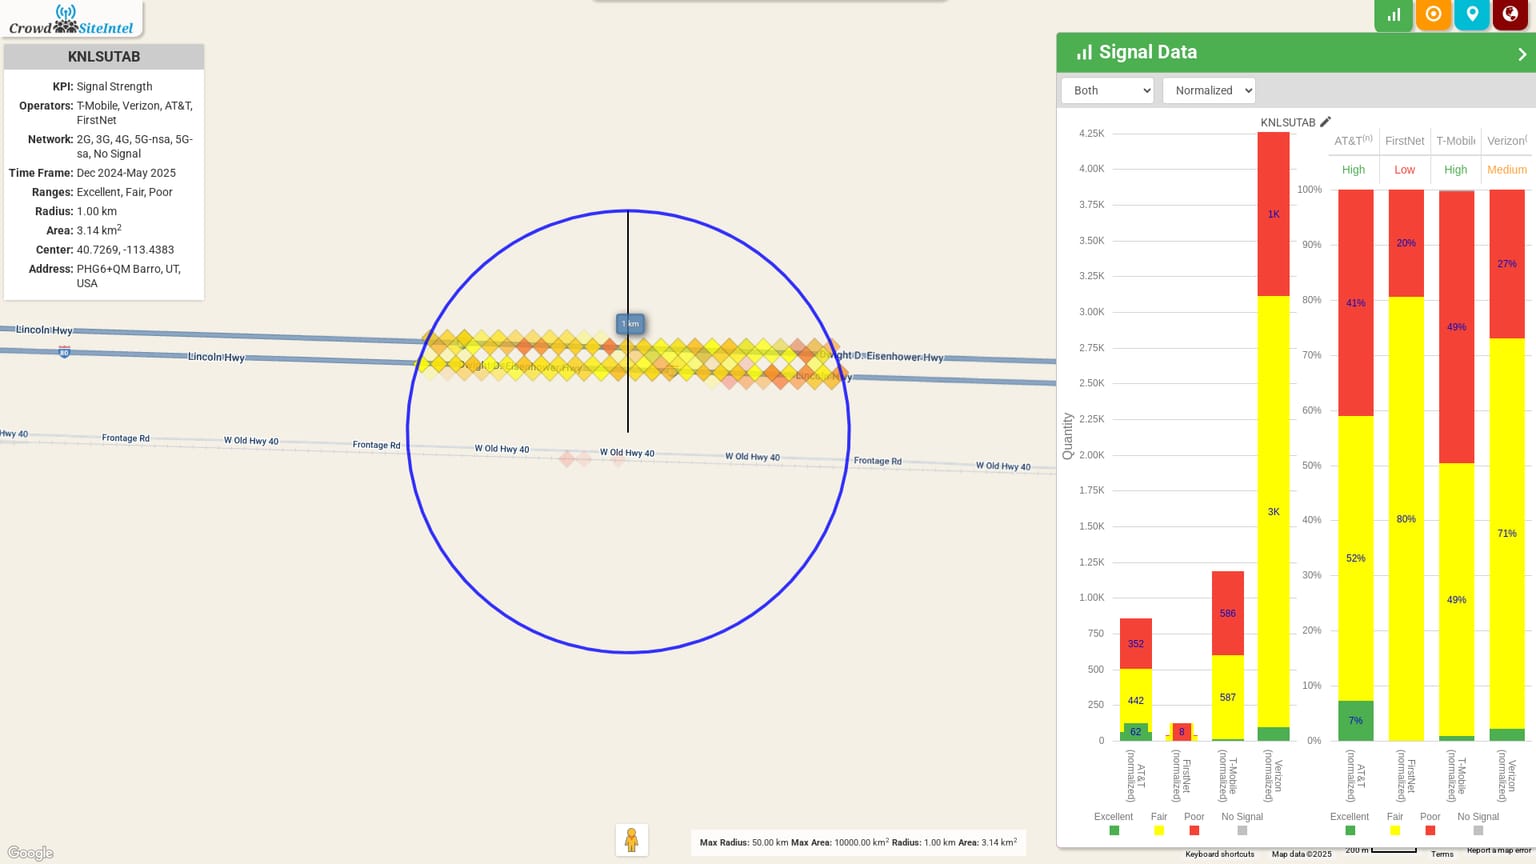 CrowdSiteIntel
KNLSUTAB
KPI: Signal Strength
Operators: T-Mobile, Verizon, AT&T,
FirstNet
Network: 2G, 3G, 4G, 5G-nsa, 5G-
sa, No Signal
Time Frame: Dec 2024-May 2025
Ranges: Excellent, Fair, Poor
Radius: 1.00 km
Area: 3.14 km2
Center: 40.7269, -113.4383
Address: PHG6+QM Barro, UT,
USA
Lincoln Hwy
80
Lincoln Hwy
1 km
Dwight D. Eisenhower Hwy
Dwight D. Eisenhower Hwy
Lincoln Hwy
Hwy 40
Frontage Rd
W Old Hwy 40
Frontage Rd
W Old Hwy 40
W Old Hwy 40
W Old Hwy 40
Frontage Rd
W Old Hwy 40
Google
Max Radius: 50.00 km Max Area: 10000.00 km2 Radius: 1.00 km Area: 3.14 km2
Signal Data
Both
Normalized
KNLSUTAB
4.25K
4.00K
3.75K
3.50K
3.25K
3.00K
2.75K
2.50K
2.25K
2.00K
1.75K
1.50K
1.25K
1.00K
750
500
250
0
Quantity
352
442
62
8
586
587
1K
3K
AT&T (normalized)
FirstNet (normalized)
T-Mobile (normalized)
Verizon (normalized)
Excellent Fair Poor No Signal
AT&T(n) FirstNet T-Mobile Verizon(
High Low High Medium
100%
90%
80%
70%
60%
50%
40%
30%
20%
10%
0%
41%
52%
7%
20%
80%
49%
49%
27%
71%
AT&T (normalized)
FirstNet (normalized)
T-Mobile (normalized)
Verizon (normalized)
Excellent Fair Poor No Signal
Keyboard shortcuts Map data ©2025 200 m Terms Report a map error